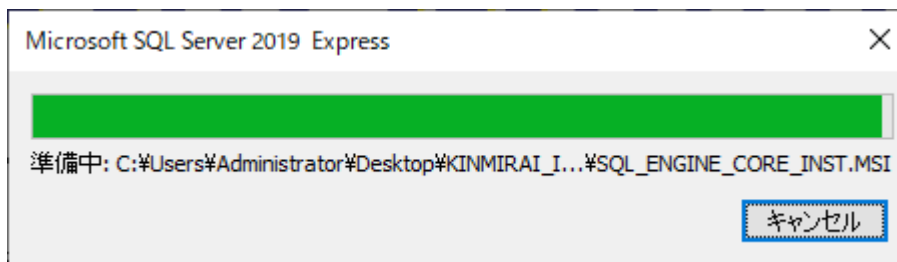 Microsoft SQL Server 2019 Express
準備中: C:¥Users¥Administrator¥Desktop¥KINMIRAI_I...¥SQL_ENGINE_CORE_INST.MSI
キャンセル